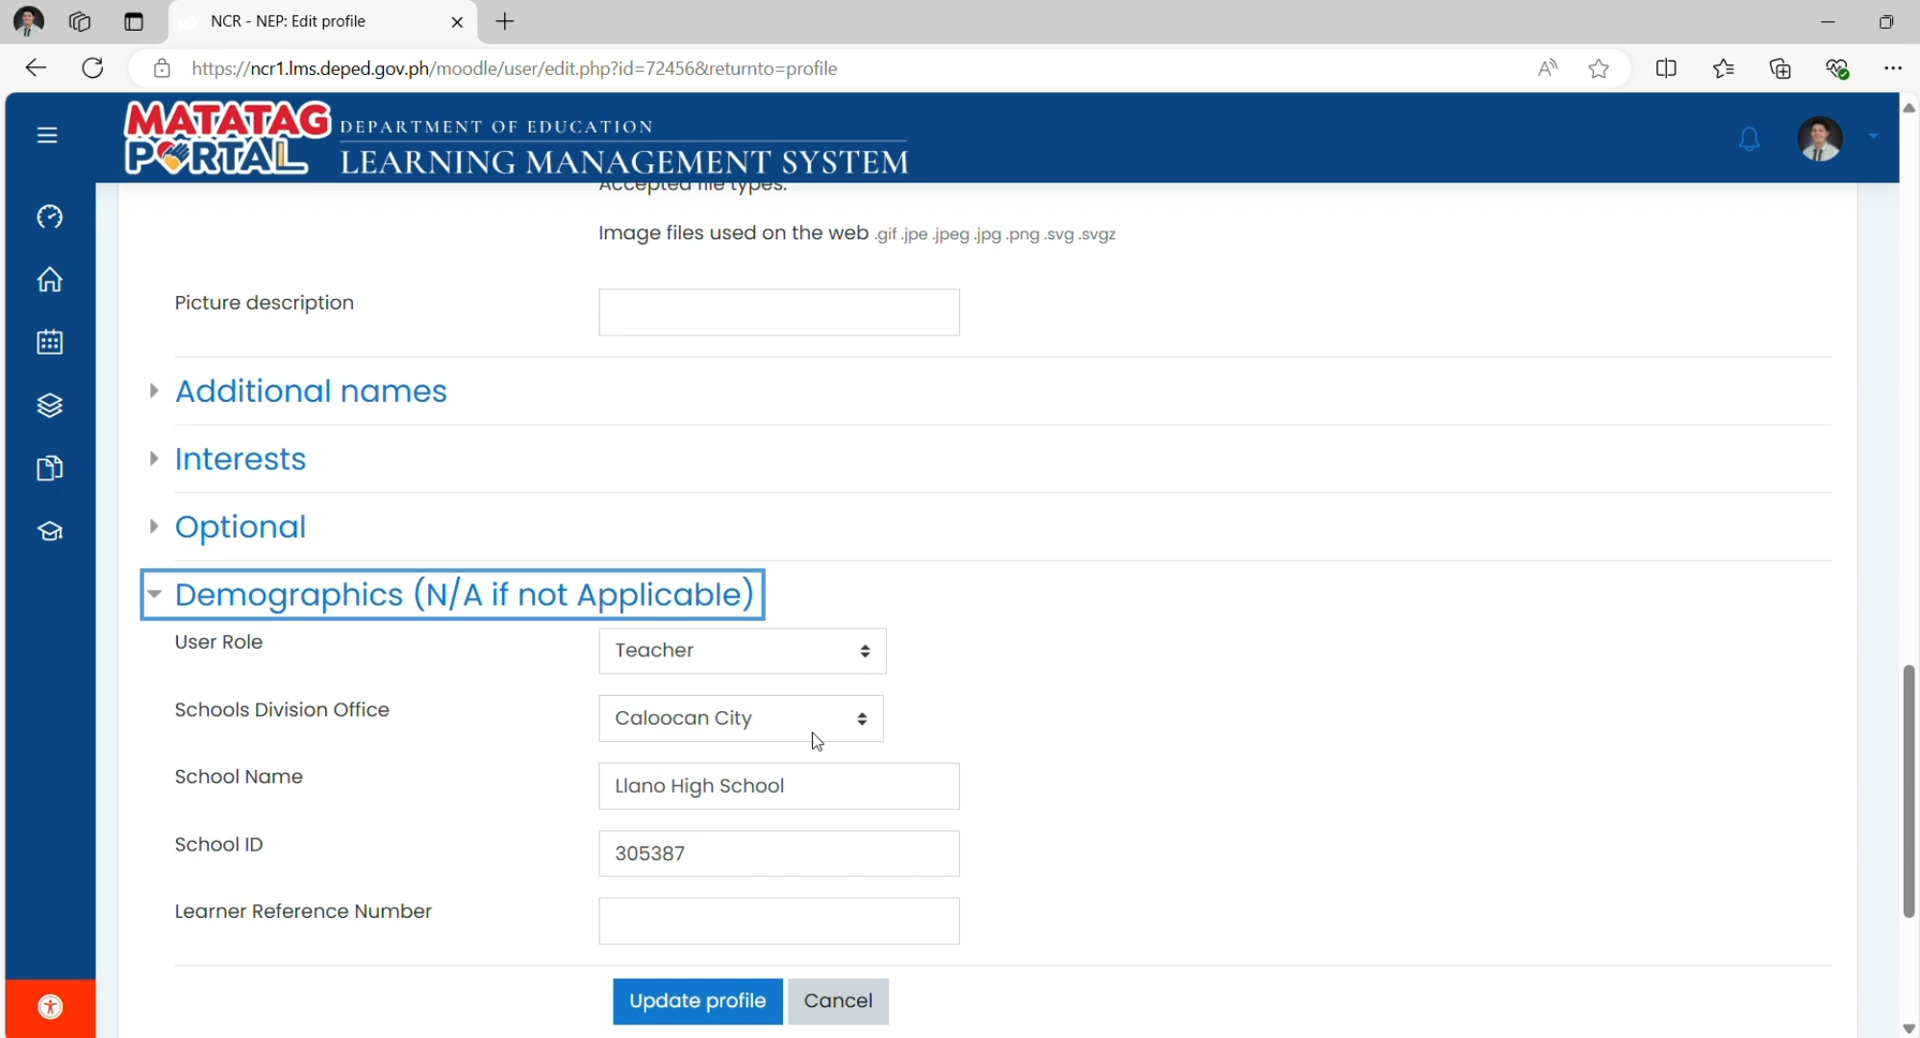 NCR - NEP: Edit profile
https://ncr1.lms.deped.gov.ph/moodle/user/edit.php?id=72456&returnto=profile
MATATAG
PORTAL
DEPARTMENT OF EDUCATION
LEARNING MANAGEMENT SYSTEM
Accepted file types:
Image files used on the web .gif .jpe .jpeg .jpg .png .svg .svgz
Picture description
Additional names
Interests
Optional
Demographics (N/A if not Applicable)
User Role
Teacher
Schools Division Office
Caloocan City
School Name
Llano High School
School ID
305387
Learner Reference Number
Update profile
Cancel